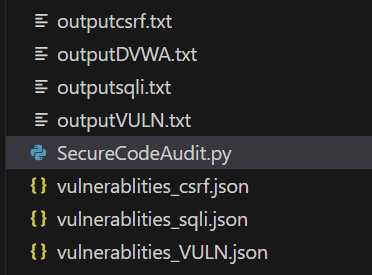 outputcsrf.txt
outputDVWA.txt
outputsqli.txt
outputVULN.txt
SecureCodeAudit.py
vulnerablities_csrf.json
vulnerablities_sqli.json
vulnerablities_VULN.json